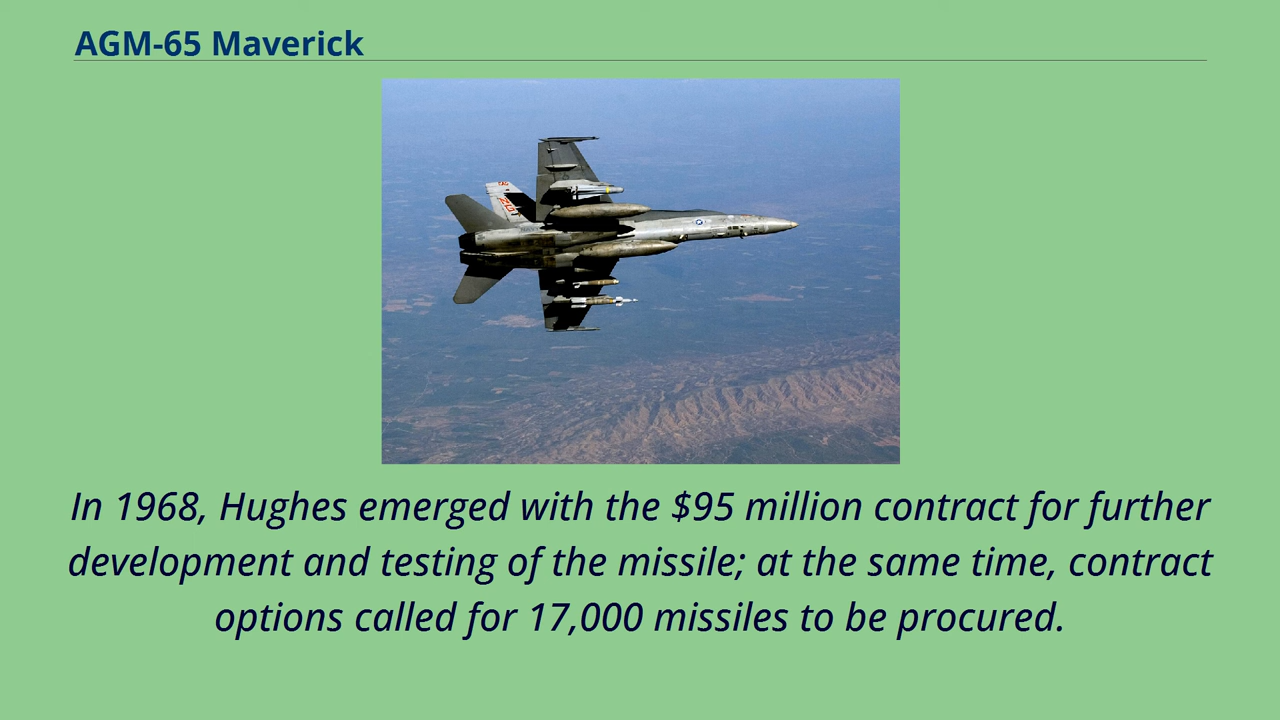 AGM-65 Maverick
In 1968, Hughes emerged with the $95 million contract for further
development and testing of the missile; at the same time, contract
options called for 17,000 missiles to be procured.